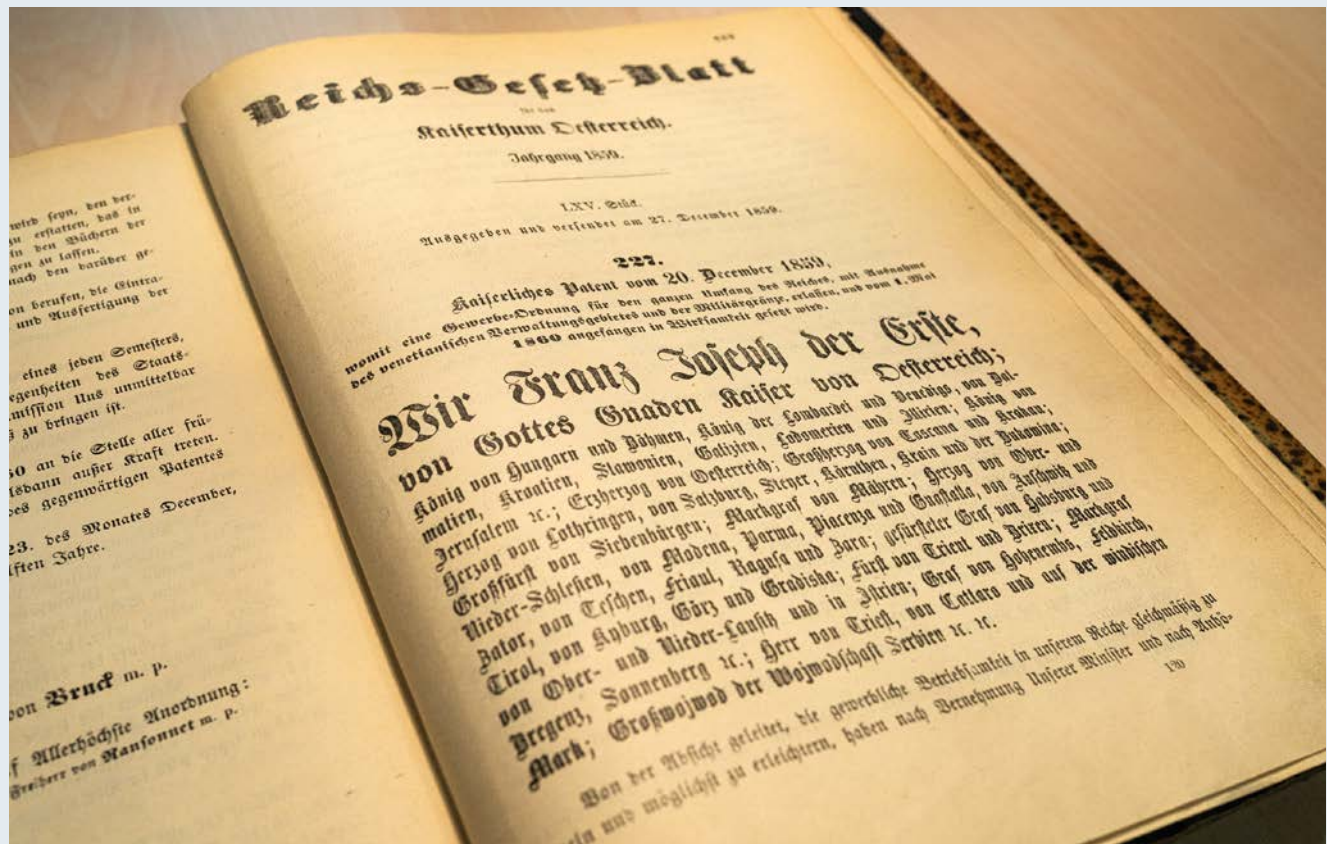 wird seyn, den der-
zu erstatten, das in
in den Büchern der
gen zu lassen.
nach den darüber ge-
on berufen, die Eintra-
und Ausfertigung der
eines jeden Semesters,
egenheiten des Staats-
mission Uns unmittelbar
zu bringen ist.
an die Stelle aller frü-
lsdann außer Kraft treten.
des gegenwärtigen Patentes
23. des Monates December,
ften Jahre.
von Bruck m. p.
Allerhöchste Anordnung:
Freiherr von Ransonnet m. p.
Reichs-Gesetz-Blatt
für das
Kaiserthum Oesterreich.
Jahrgang 1859.
LXV. Stück.
Ausgegeben und versendet am 27. December 1859.
227.
Kaiserliches Patent vom 20. December 1859,
womit eine Gewerbe-Ordnung für den ganzen Umfang des Reiches, mit Ausnahme
des venetianischen Verwaltungsgebietes und der Militärgränze, erlassen, und vom 1. Mai
1860 angefangen in Wirksamkeit gesetzt wird.
Wir Franz Joseph der Erste,
von Gottes Gnaden Kaiser von Oesterreich;
König von Hungarn und Böhmen, König der Lombardei und Venedigs, von Dal-
matien, Kroatien, Slawonien, Galizien, Lodomerien und Illirien; König von
Jerusalem ꝛc.; Erzherzog von Oesterreich; Großherzog von Toscana und Krakau;
Herzog von Lothringen, von Salzburg, Steyer, Kärnthen, Krain und der Bukowina;
Großfürst von Siebenbürgen; Markgraf von Mähren; Herzog von Ober- und
Nieder-Schlesien, von Modena, Parma, Piacenza und Guastalla, von Auschwitz und
Zator, von Teschen, Friaul, Ragusa und Zara; gefürsteter Graf von Habsburg und
Tirol, von Kyburg, Görz und Gradiska; Fürst von Trient und Brixen; Markgraf
von Ober- und Nieder-Lausitz und in Istrien; Graf von Hohenembs, Feldkirch,
Bregenz, Sonnenberg ꝛc.; Herr von Triest, von Cattaro und auf der windischen
Mark; Großwojwod der Wojwodschaft Serbien ꝛc. ꝛc.
Von der Absicht geleitet, die gewerbliche Betriebsamkeit in unserem Reiche gleichmäßig zu
eln und möglichst zu erleichtern, haben nach Vernehmung Unserer Minister und nach Anhö-